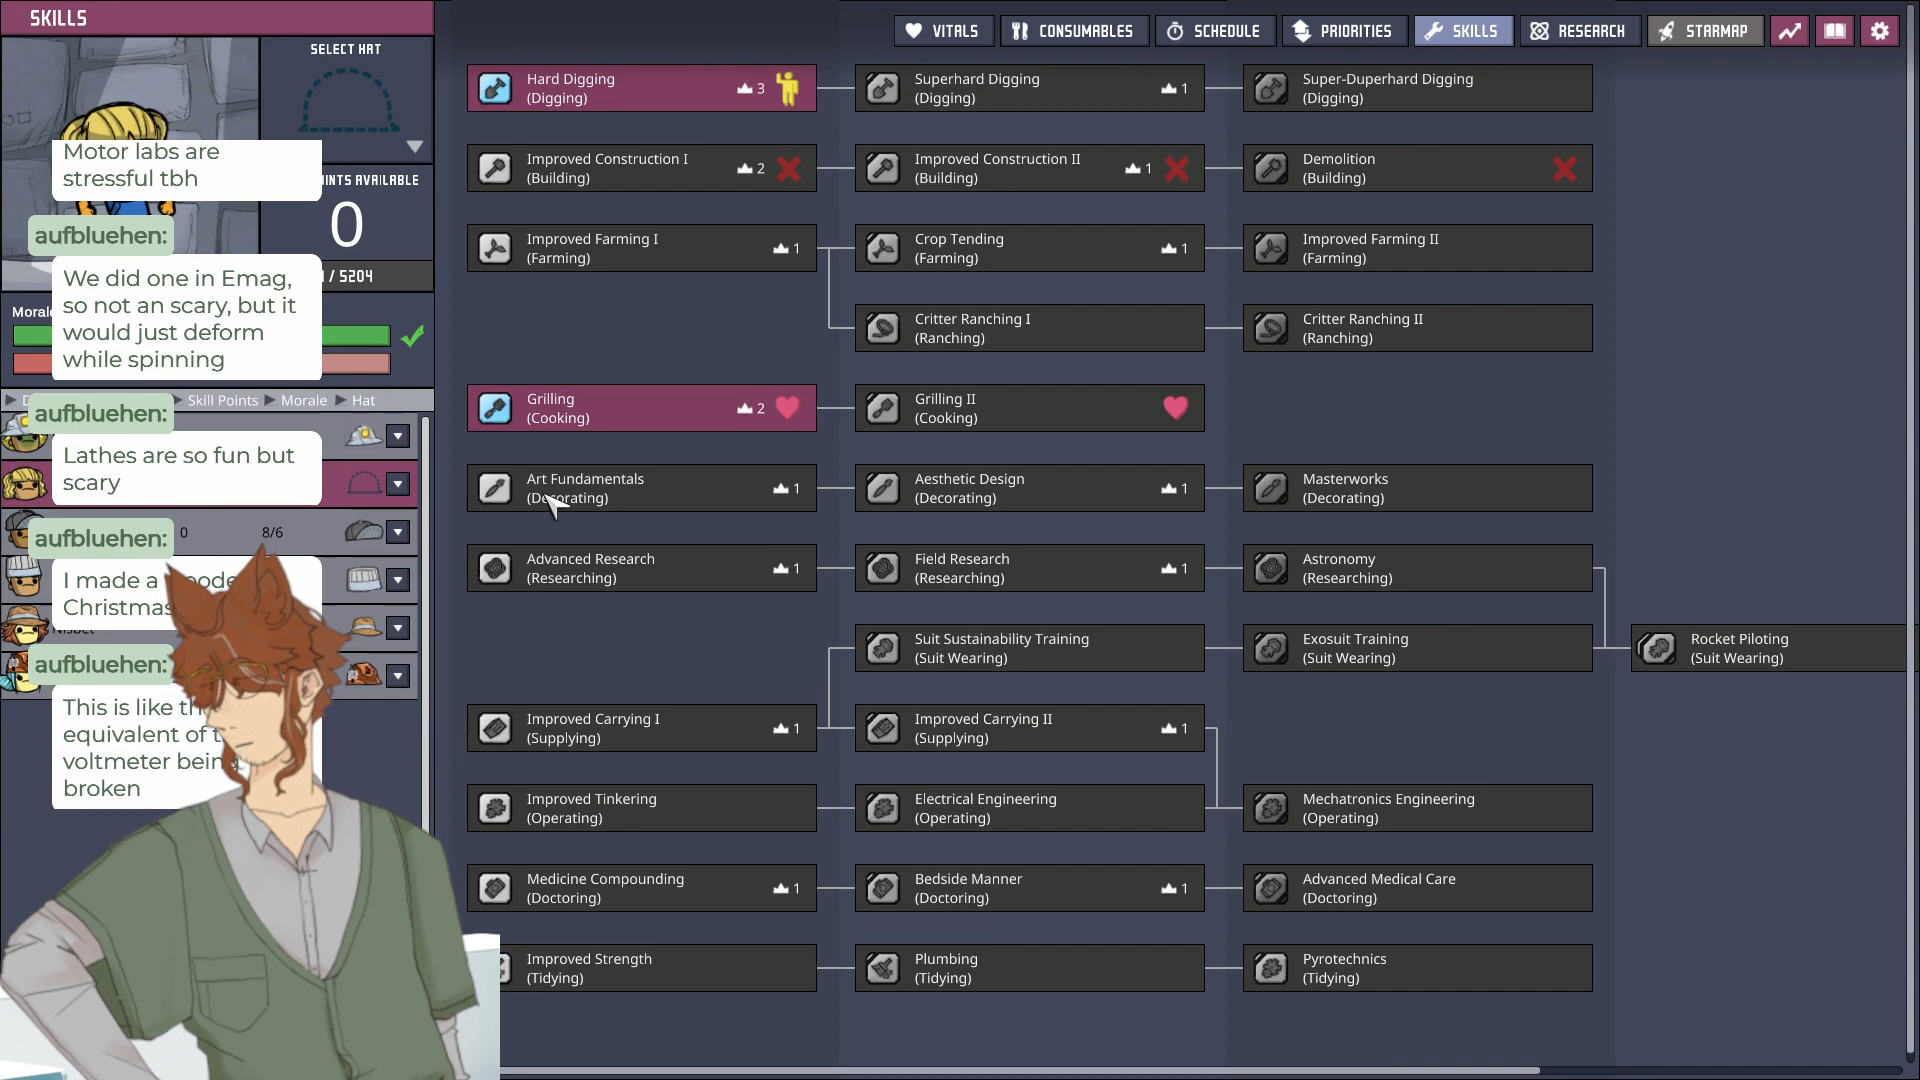 SKILLS
VITALS
CONSUMABLES
SCHEDULE
PRIORITIES
SKILLS
RESEARCH
STARMAP
SELECT HAT
0
/ 5204
Motor labs are
stressful tbh
aufbluehen:
We did one in Emag,
so not an scary, but it
would just deform
while spinning
aufbluehen:
Lathes are so fun but
scary
aufbluehen:
I made a
Christmas
aufbluehen:
This is like
equivalent of
voltmeter being
broken
Skill Points
Morale
Hat
0
8/6
Nisbet
Hard Digging
(Digging)
3
Superhard Digging
(Digging)
1
Super-Duperhard Digging
(Digging)
Improved Construction I
(Building)
2
Improved Construction II
(Building)
1
Demolition
(Building)
Improved Farming I
(Farming)
1
Crop Tending
(Farming)
1
Improved Farming II
(Farming)
Critter Ranching I
(Ranching)
Critter Ranching II
(Ranching)
Grilling
(Cooking)
2
Grilling II
(Cooking)
Art Fundamentals
(Decorating)
1
Aesthetic Design
(Decorating)
1
Masterworks
(Decorating)
Advanced Research
(Researching)
1
Field Research
(Researching)
1
Astronomy
(Researching)
Suit Sustainability Training
(Suit Wearing)
Exosuit Training
(Suit Wearing)
Rocket Piloting
(Suit Wearing)
Improved Carrying I
(Supplying)
1
Improved Carrying II
(Supplying)
1
Improved Tinkering
(Operating)
Electrical Engineering
(Operating)
Mechatronics Engineering
(Operating)
Medicine Compounding
(Doctoring)
1
Bedside Manner
(Doctoring)
1
Advanced Medical Care
(Doctoring)
Improved Strength
(Tidying)
Plumbing
(Tidying)
Pyrotechnics
(Tidying)